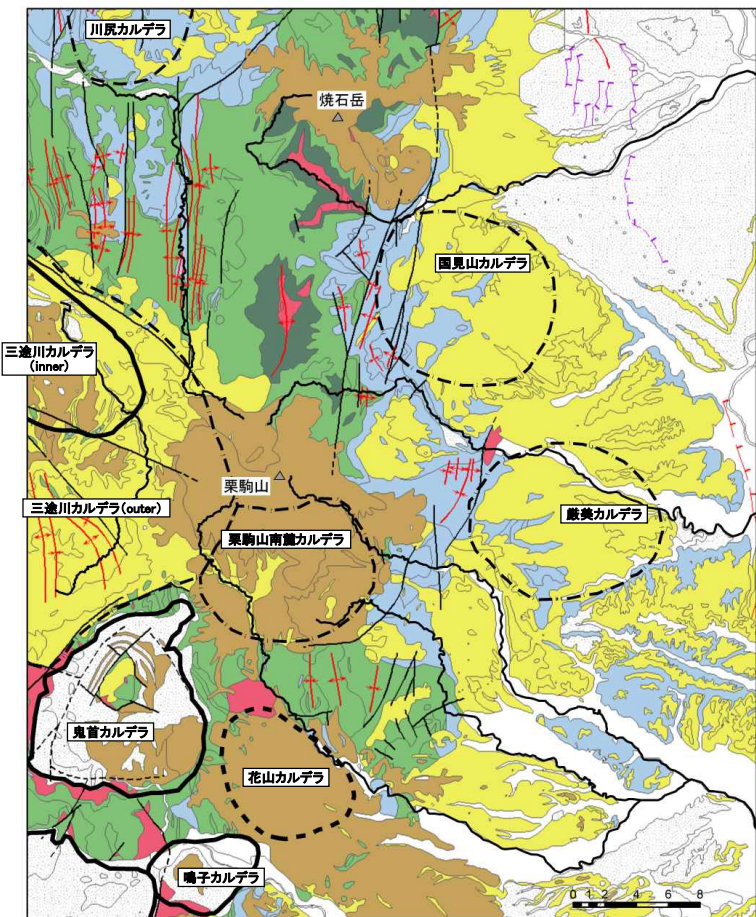 川尻カルデラ
焼石岳
国見山カルデラ
三途川カルデラ
(inner)
栗駒山
三途川カルデラ(outer)
栗駒山南麓カルデラ
厳美カルデラ
鬼首カルデラ
花山カルデラ
鳴子カルデラ
0 1 2 4 6 8